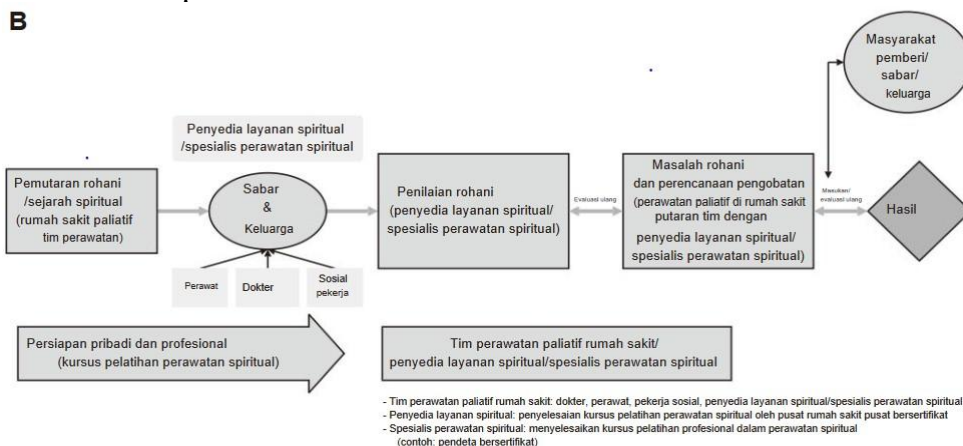 B
Masyarakat
pemberi/
sabar/
keluarga
Penyedia layanan spiritual
/spesialis perawatan spiritual
Pemutaran rohani
/sejarah spiritual
(rumah sakit paliatif
tim perawatan)
Sabar
&
Keluarga
Perawat
Dokter
Sosial
pekerja
Penilaian rohani
(penyedia layanan spiritual/
spesialis perawatan spiritual)
Evaluasi ulang
Masalah rohani
dan perencanaan pengobatan
(perawatan paliatif di rumah sakit
putaran tim dengan
penyedia layanan spiritual/
spesialis perawatan spiritual)
Masukan/
evaluasi ulang
Hasil
Persiapan pribadi dan profesional
(kursus pelatihan perawatan spiritual)
Tim perawatan paliatif rumah sakit/
penyedia layanan spiritual/spesialis perawatan spiritual
- Tim perawatan paliatif rumah sakit: dokter, perawat, pekerja sosial, penyedia layanan spiritual/spesialis perawatan spiritual
- Penyedia layanan spiritual: penyelesaian kursus pelatihan perawatan spiritual oleh pusat rumah sakit pusat bersertifikat
- Spesialis perawatan spiritual: menyelesaikan kursus pelatihan profesional dalam perawatan spiritual
(contoh: pendeta bersertifikat)